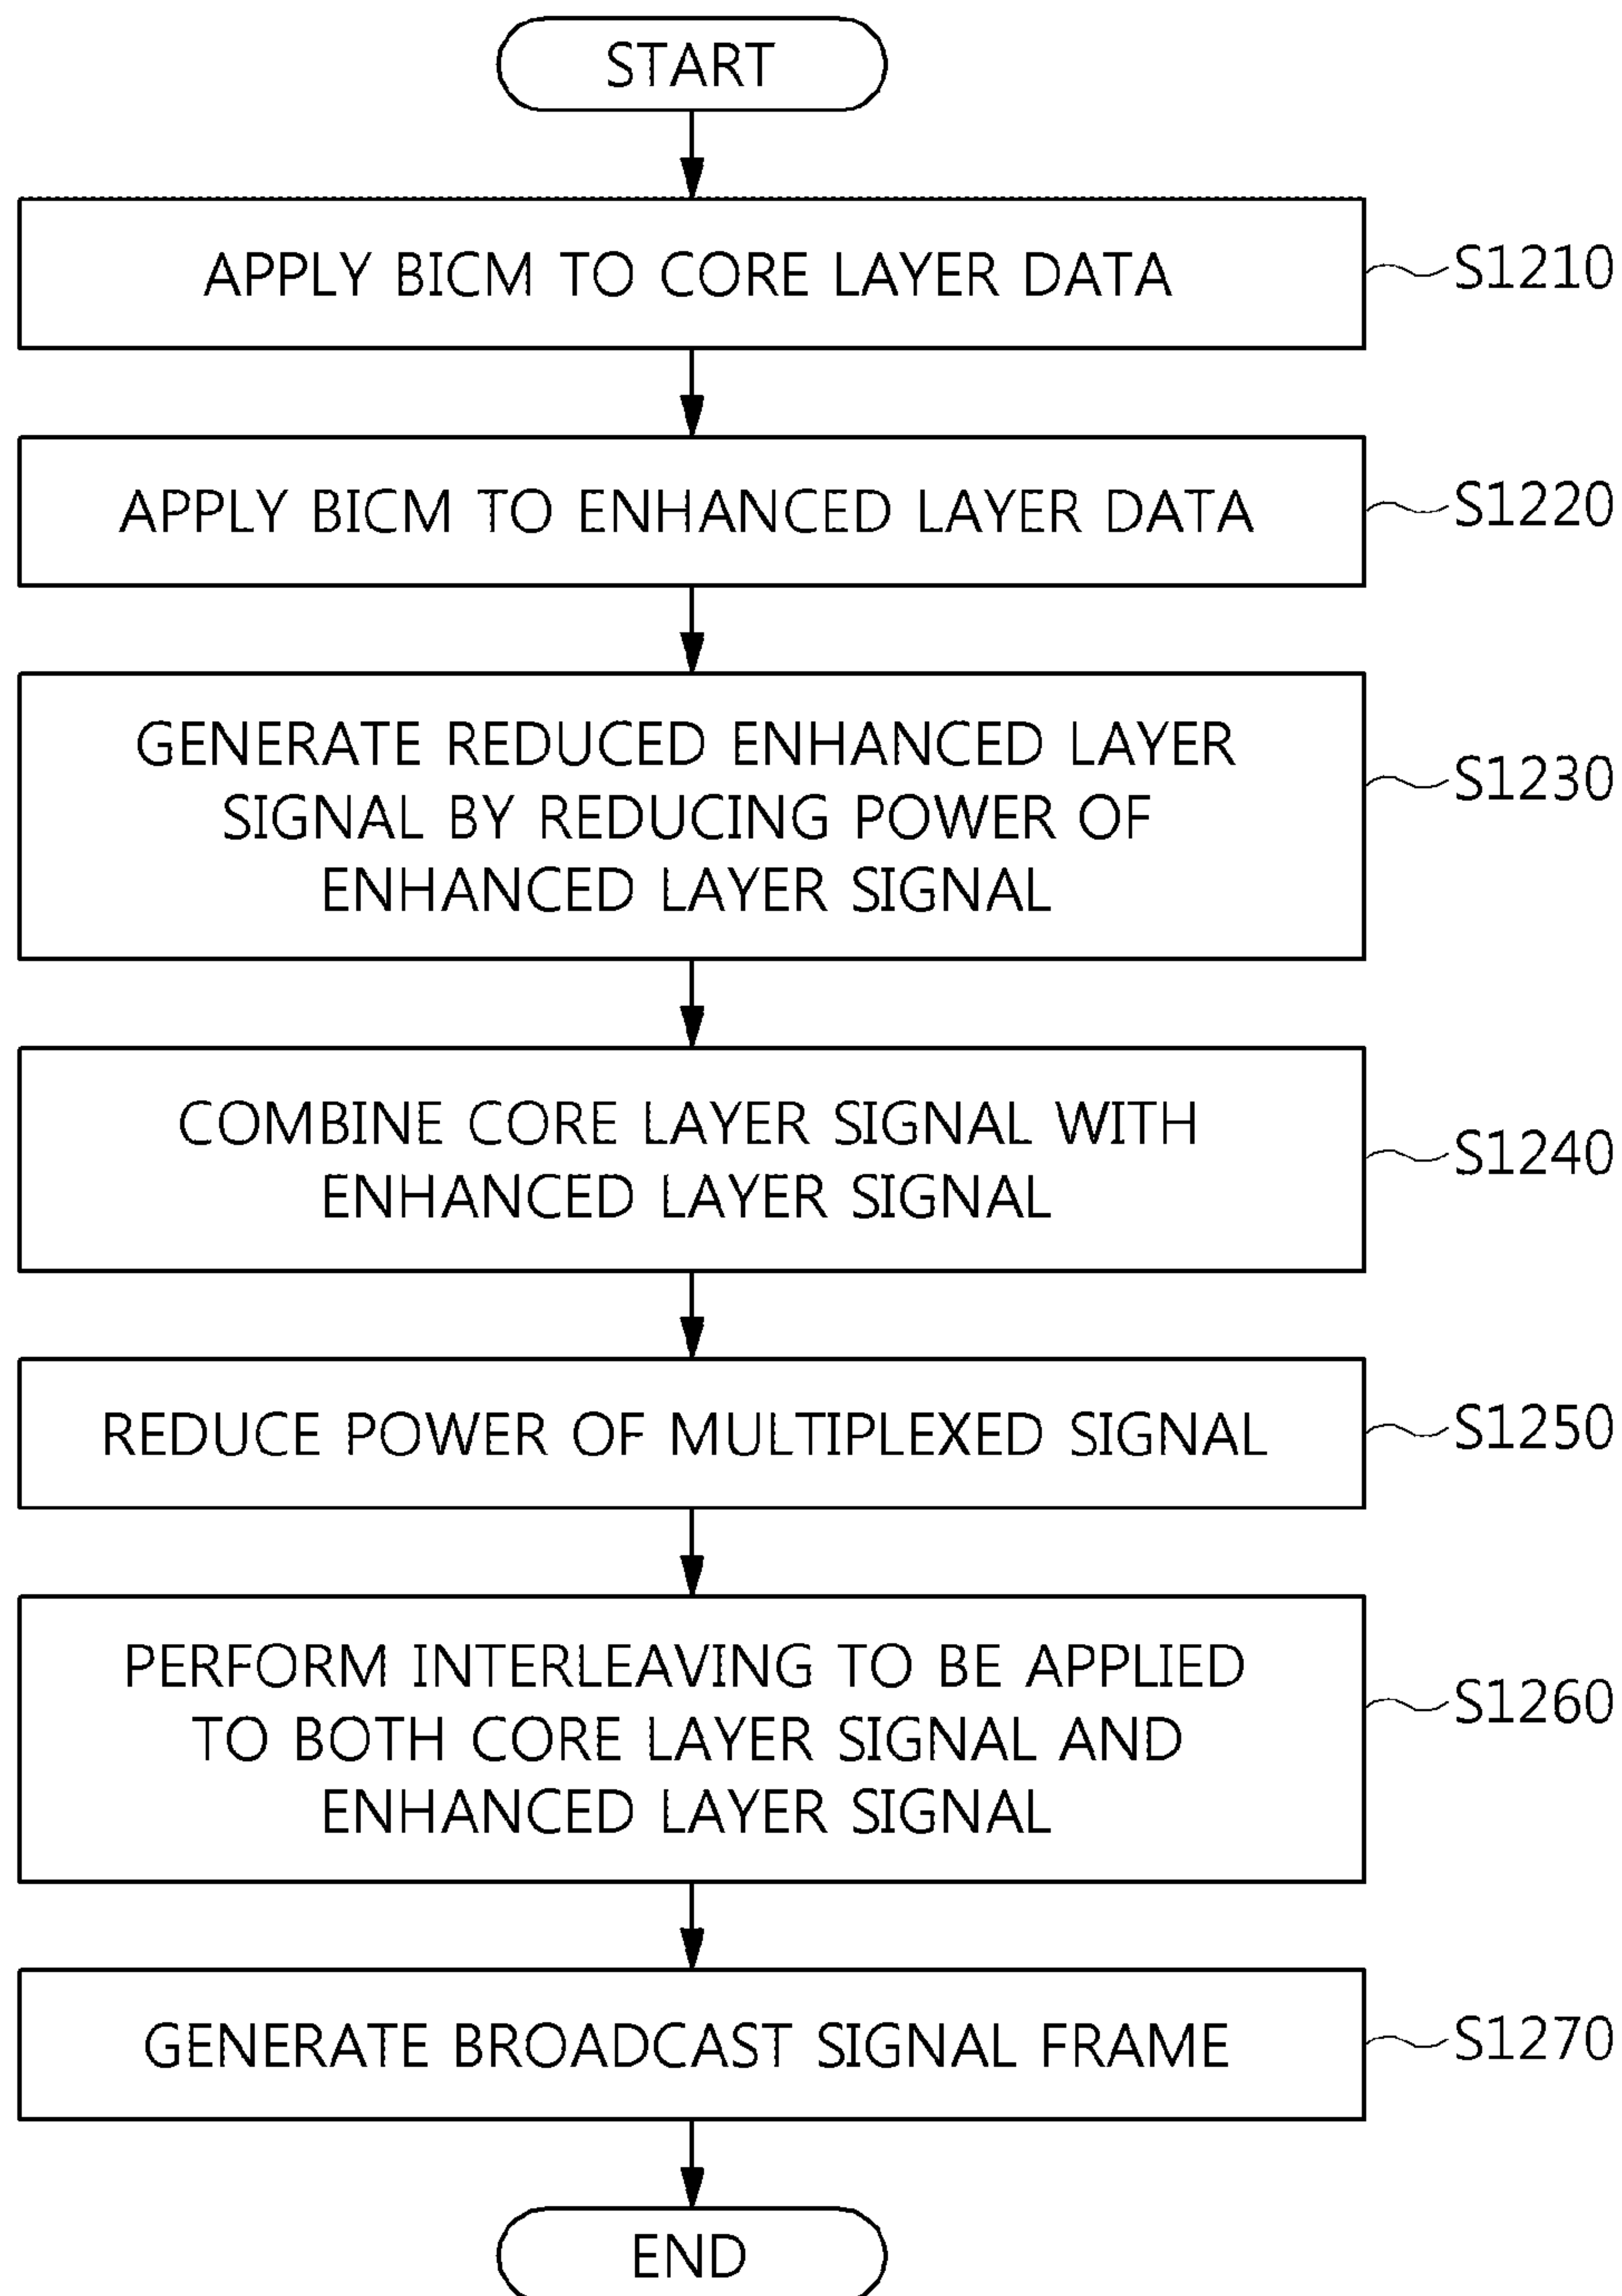 START
APPLY BICM TO CORE LAYER DATA
S1210
APPLY BICM TO ENHANCED LAYER DATA
S1220
GENERATE REDUCED ENHANCED LAYER
SIGNAL BY REDUCING POWER OF
ENHANCED LAYER SIGNAL
S1230
COMBINE CORE LAYER SIGNAL WITH
ENHANCED LAYER SIGNAL
S1240
REDUCE POWER OF MULTIPLEXED SIGNAL
S1250
PERFORM INTERLEAVING TO BE APPLIED
TO BOTH CORE LAYER SIGNAL AND
ENHANCED LAYER SIGNAL
S1260
GENERATE BROADCAST SIGNAL FRAME
S1270
END